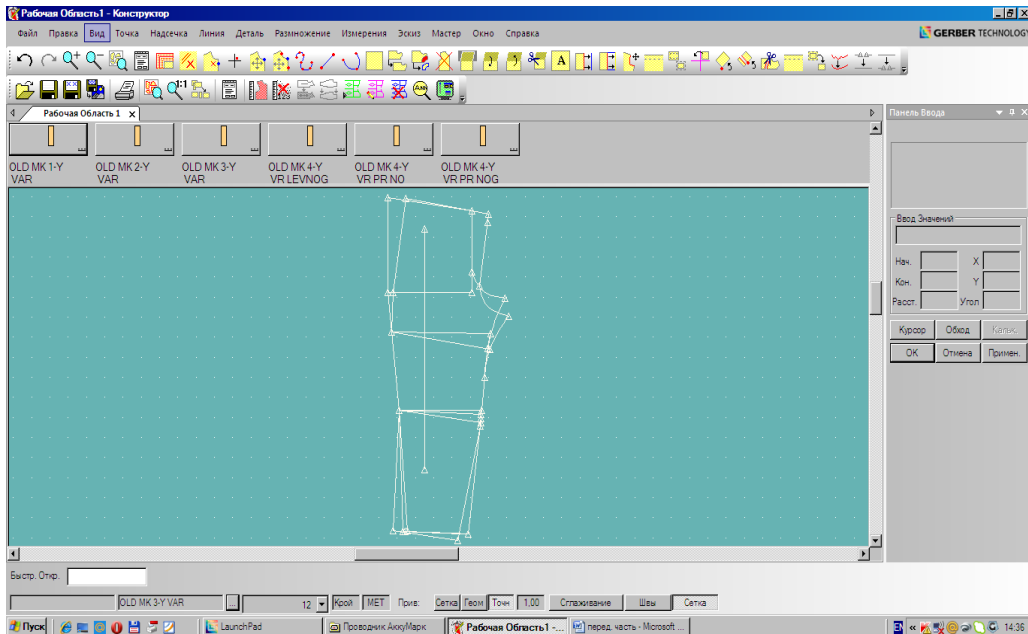 Рабочая Область1 - Конструктор
Файл Правка Вид Точка Надсечка Линия Деталь Размножение Измерения Эскиз Мастер Окно Справка
GERBER TECHNOLOGY
Рабочая Область 1 x
Панель Ввода
OLD MK 1-Y VAR
OLD MK 2-Y VAR
OLD MK 3-Y VAR
OLD MK 4-Y VR LEVNOG
OLD MK 4-Y VR PR NO
OLD MK 4-Y VR PR NOG
Ввод Значений
Нач. X
Кон. Y
Расст. Угол
Курсор Обход Кальк.
OK Отмена Примен.
Быстр. Откр.
OLD MK 3-Y VAR ... 12 Крой МЕТ Прив: Сетка Геом Точн 1,00 Сглаживание Швы Сетка
Пуск LaunchPad Проводник АккуМарк Рабочая Область1 -... перед. часть - Microsoft ... 14:36